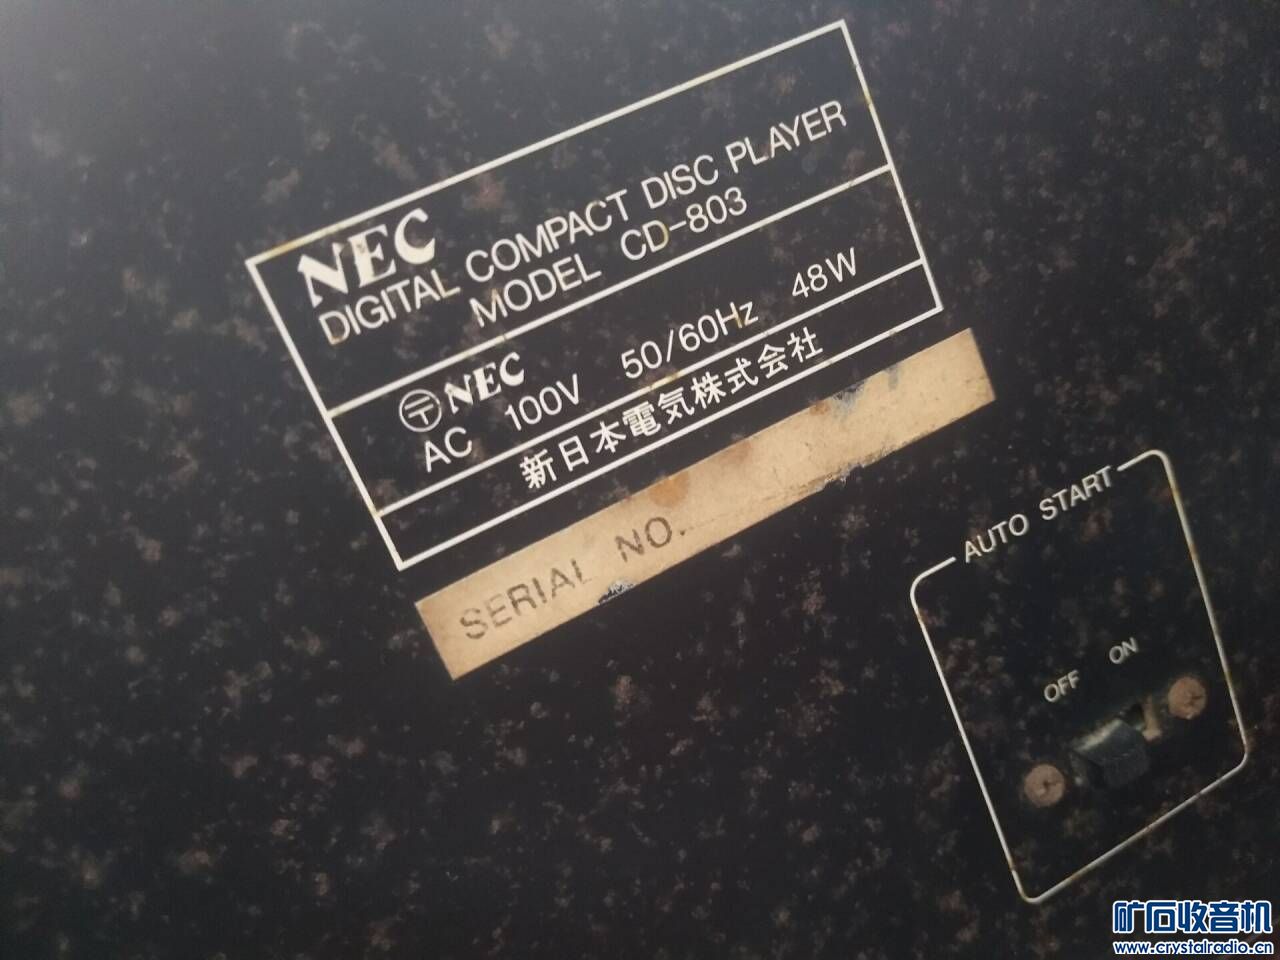 NEC
DIGITAL COMPACT DISC PLAYER
MODEL CD-803
〒 NEC
AC 100V 50/60Hz 48W
新日本電気株式会社
SERIAL NO.
AUTO START
OFF ON
矿石收音机
www.crystalradio.cn